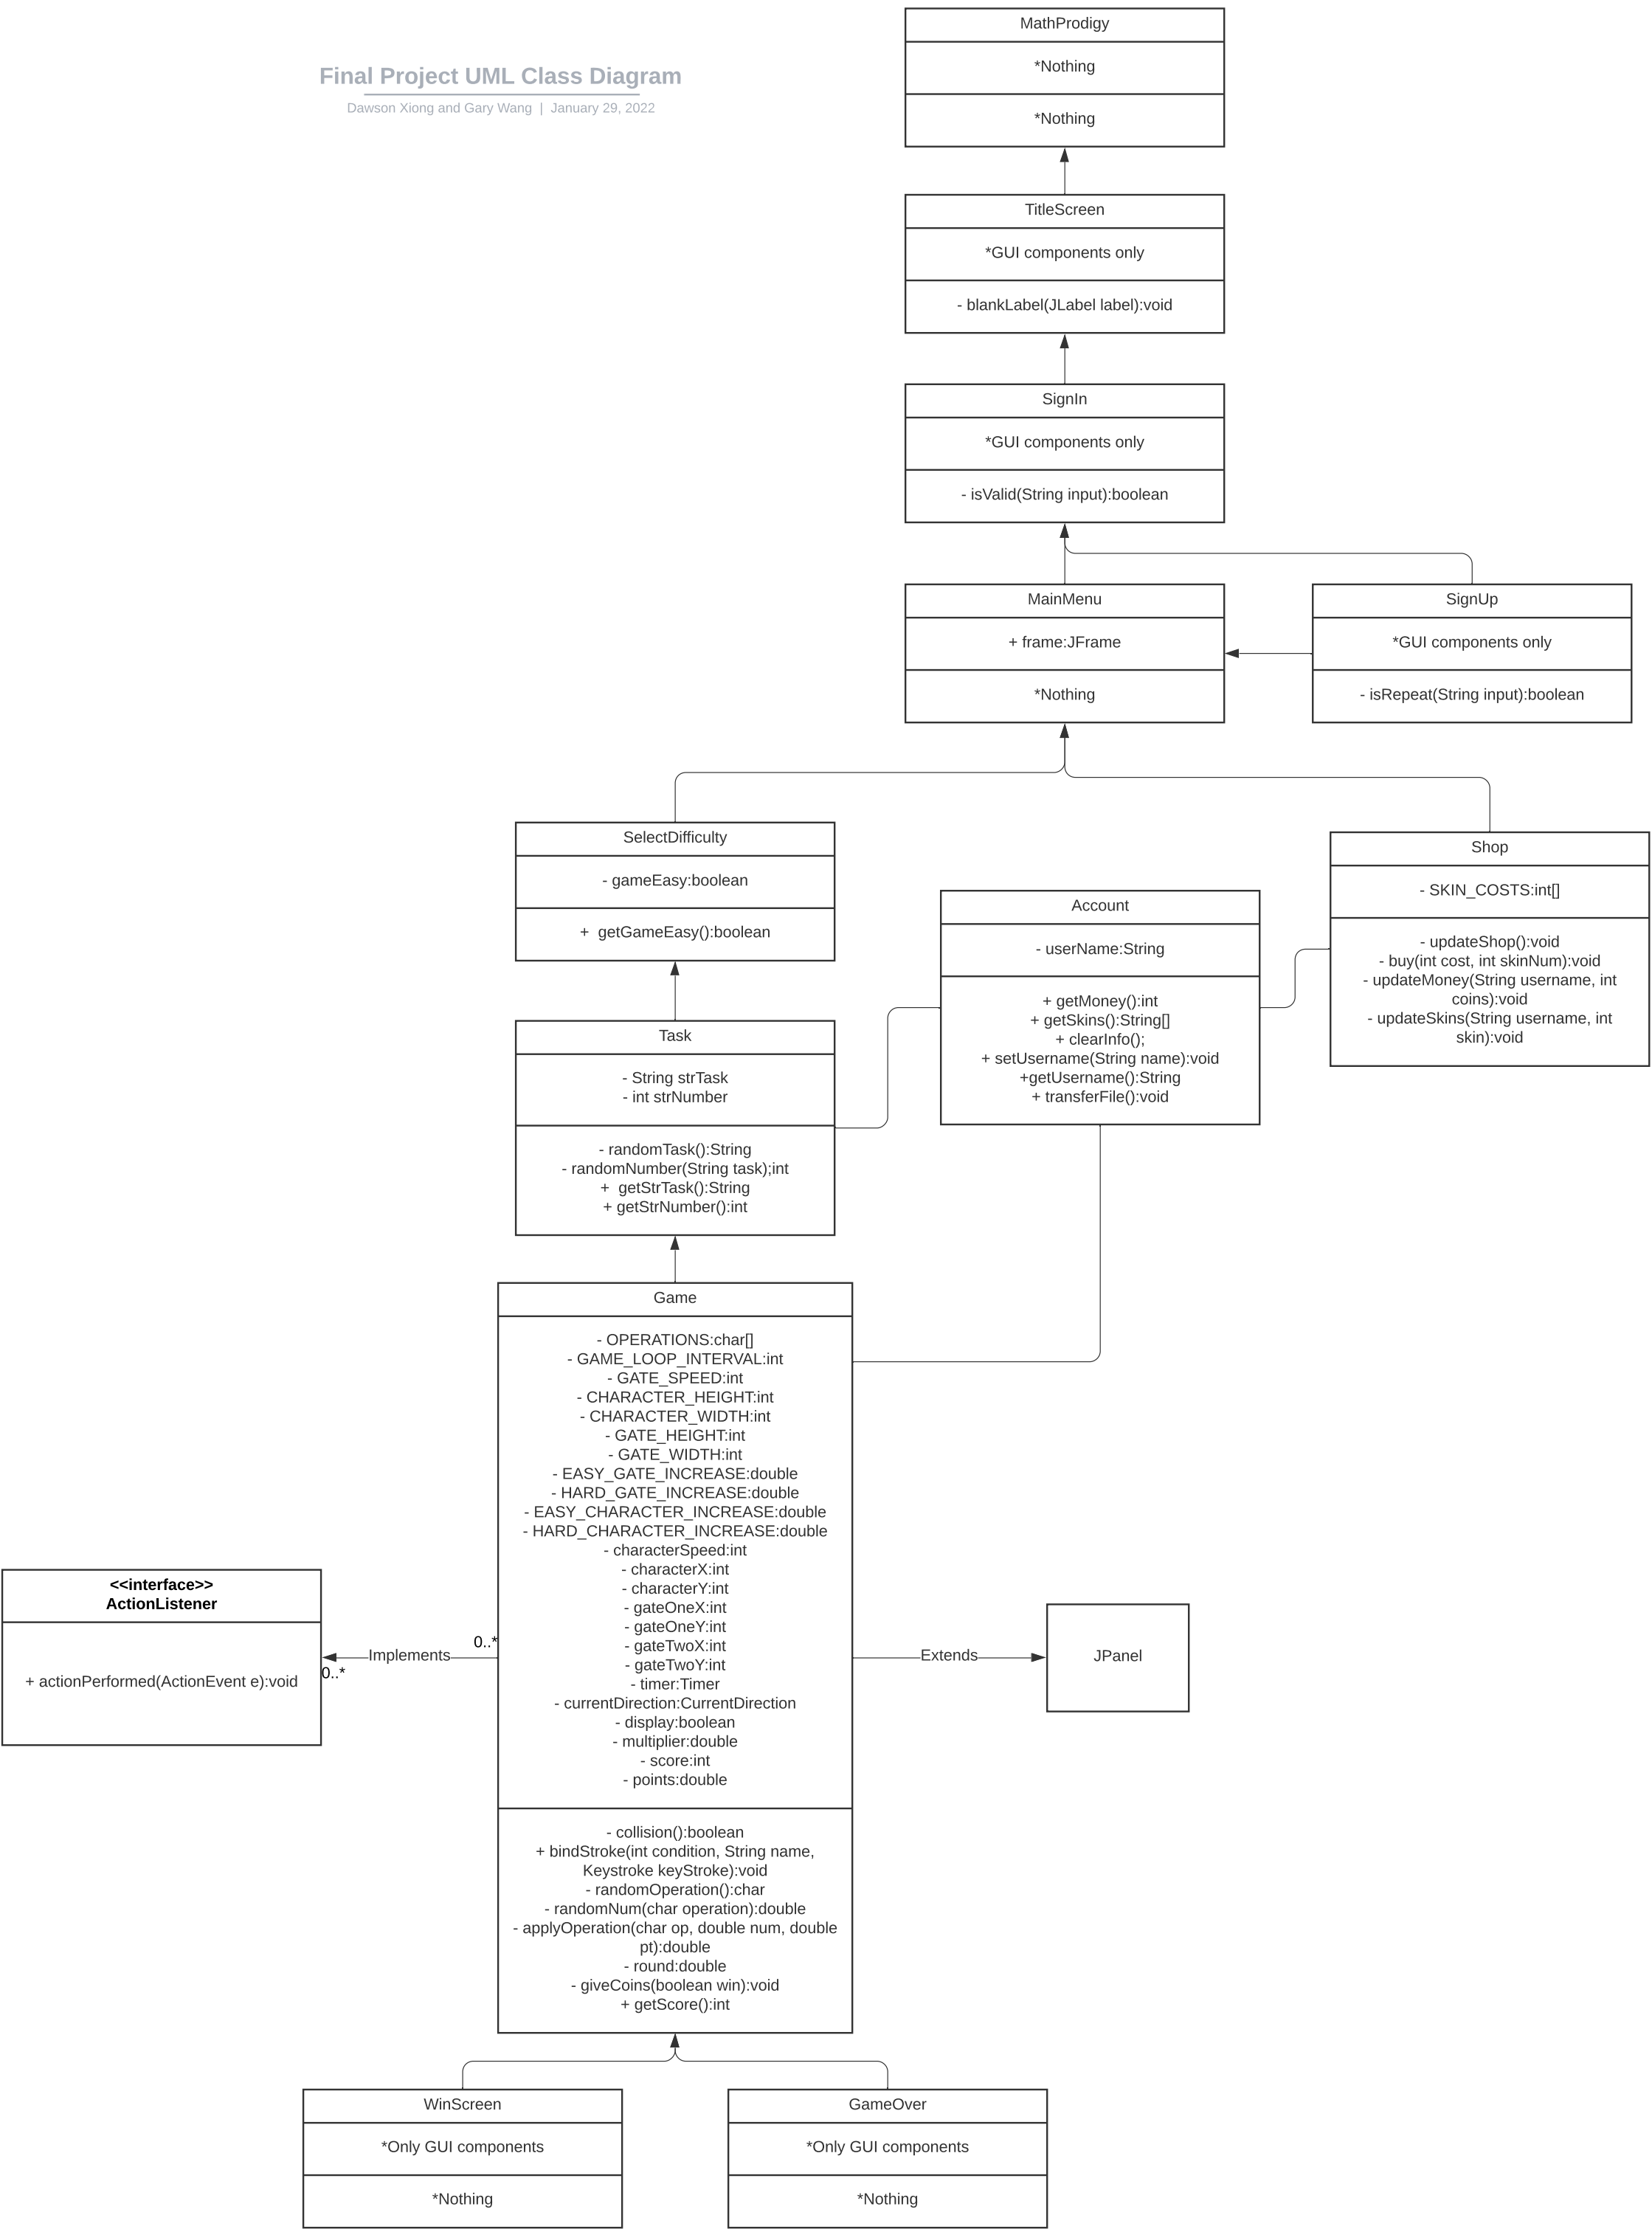 MathProdigy
*Nothing
*Nothing
Final Project UML Class Diagram
Dawson Xiong and Gary Wang | January 29, 2022
TitleScreen
*GUI components only
- blankLabel(JLabel label):void
SignIn
*GUI components only
- isValid(String input):boolean
MainMenu
+ frame:JFrame
*Nothing
SignUp
*GUI components only
- isRepeat(String input):boolean
SelectDifficulty
- gameEasy:boolean
+ getGameEasy():boolean
Account
- userName:String
+ getMoney():int
+ getSkins():String[]
+ clearInfo();
+ setUsername(String name):void
+getUsername():String
+ transferFile():void
Shop
- SKIN_COSTS:int[]
- updateShop():void
- buy(int cost, int skinNum):void
- updateMoney(String username, int
coins):void
- updateSkins(String username, int
skin):void
Task
- String strTask
- int strNumber
- randomTask():String
- randomNumber(String task);int
+ getStrTask():String
+ getStrNumber():int
Game
- OPERATIONS:char[]
- GAME_LOOP_INTERVAL:int
- GATE_SPEED:int
- CHARACTER_HEIGHT:int
- CHARACTER_WIDTH:int
- GATE_HEIGHT:int
- GATE_WIDTH:int
- EASY_GATE_INCREASE:double
- HARD_GATE_INCREASE:double
- EASY_CHARACTER_INCREASE:double
- HARD_CHARACTER_INCREASE:double
- characterSpeed:int
- characterX:int
- characterY:int
- gateOneX:int
- gateOneY:int
- gateTwoX:int
- gateTwoY:int
- timer:Timer
- currentDirection:CurrentDirection
- display:boolean
- multiplier:double
- score:int
- points:double
- collision():boolean
+ bindStroke(int condition, String name,
Keystroke keyStroke):void
- randomOperation():char
- randomNum(char operation):double
- applyOperation(char op, double num, double
pt):double
- round:double
- giveCoins(boolean win):void
+ getScore():int
<<interface>>
ActionListener
+ actionPerformed(ActionEvent e):void
0..*
Implements
0..*
Extends
JPanel
WinScreen
*Only GUI components
*Nothing
GameOver
*Only GUI components
*Nothing